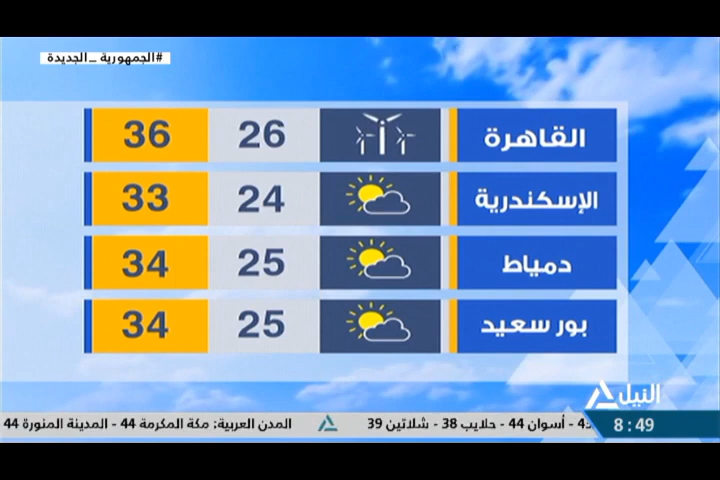 #الجمهورية_الجديدة
القاهرة 26 36
الإسكندرية 24 33
دمياط 25 34
بور سعيد 25 34
النيل
8:49
- أسوان 44 - حلايب 38 - شلاتين 39 المدن العربية: مكة المكرمة 44 - المدينة المنورة 44